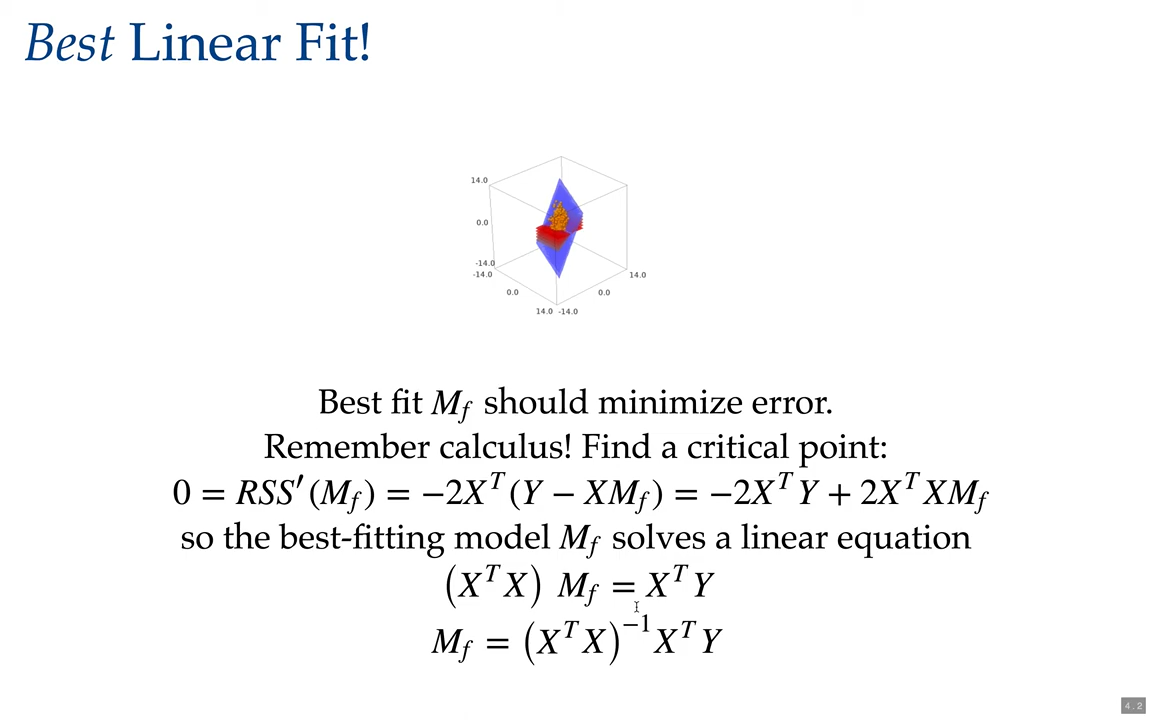 Best Linear Fit!
14.0
0.0
-14.0
-14.0
14.0
0.0
0.0
14.0 -14.0
Best fit M_f should minimize error.
Remember calculus! Find a critical point:
0 = RSS′(M_f) = −2X^T(Y − XM_f) = −2X^T Y + 2X^T XM_f
so the best-fitting model M_f solves a linear equation
(X^T X) M_f = X^T Y
M_f = (X^T X)^{−1} X^T Y
4.2